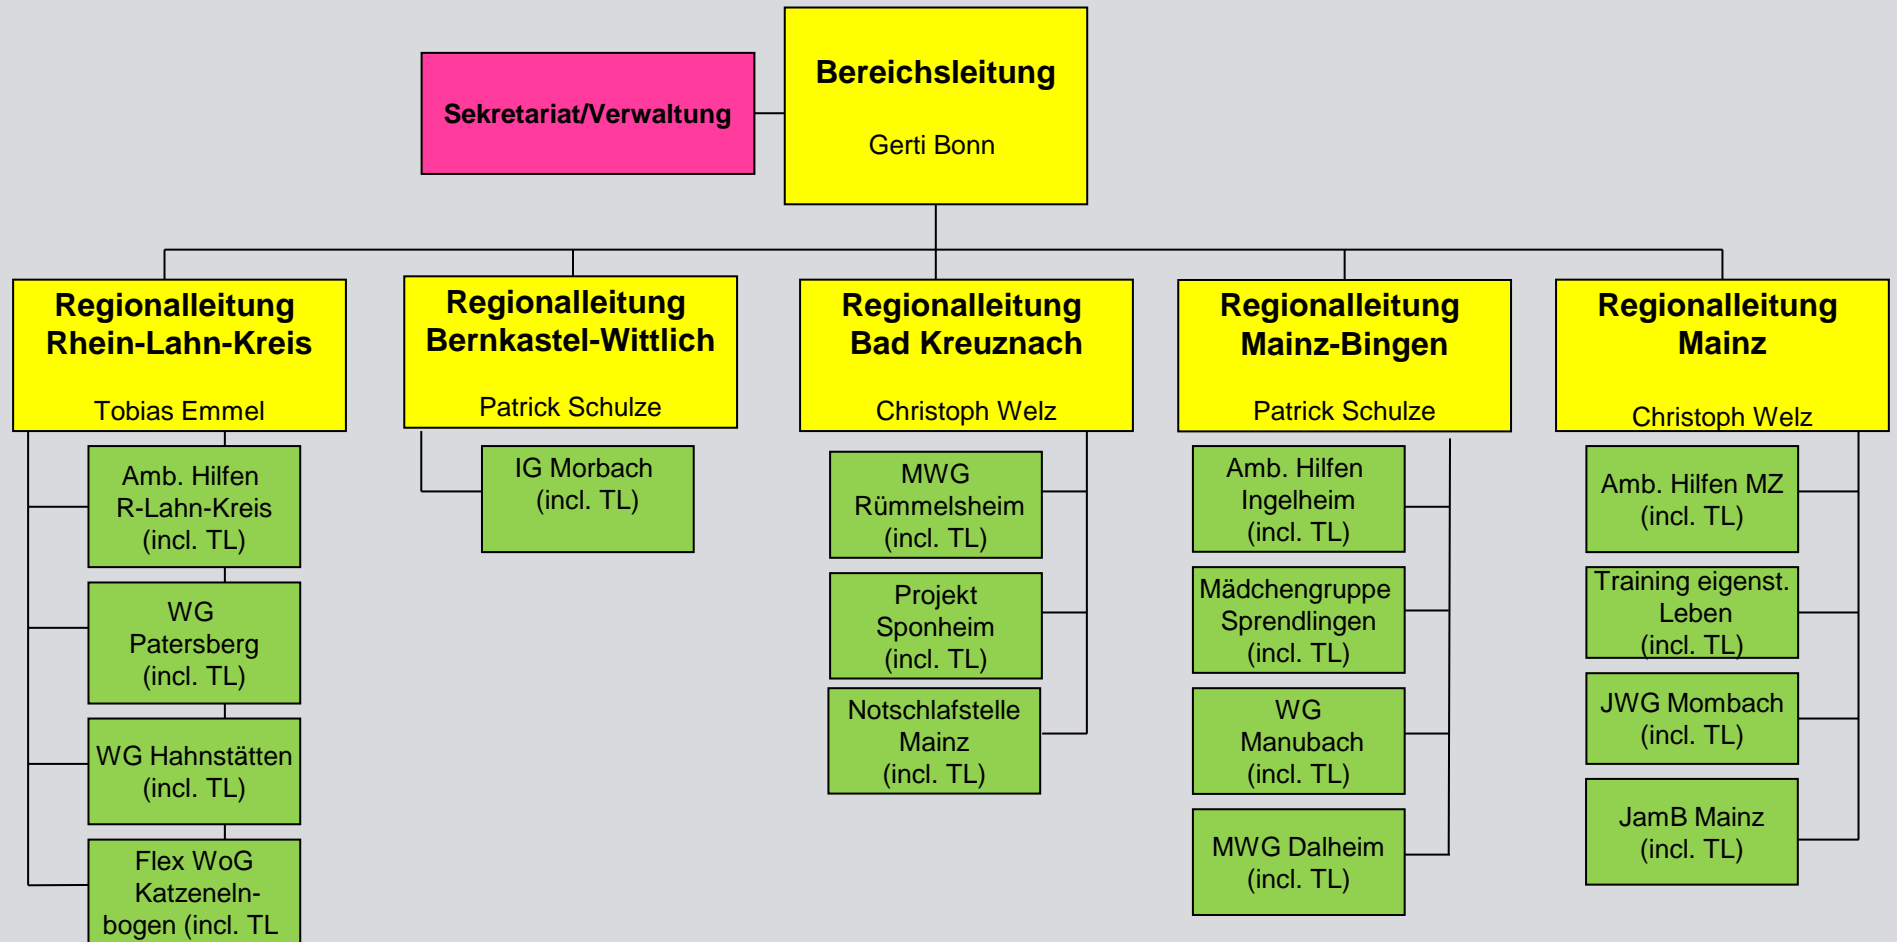 Bereichsleitung
Gerti Bonn
Sekretariat/Verwaltung
Regionalleitung
Rhein-Lahn-Kreis
Tobias Emmel
Amb. Hilfen
R-Lahn-Kreis
(incl. TL)
WG
Patersberg
(incl. TL)
WG Hahnstätten
(incl. TL)
Flex WoG
Katzeneln-
bogen (incl. TL
Regionalleitung
Bernkastel-Wittlich
Patrick Schulze
IG Morbach
(incl. TL)
Regionalleitung
Bad Kreuznach
Christoph Welz
MWG
Rümmelsheim
(incl. TL)
Projekt
Sponheim
(incl. TL)
Notschlafstelle
Mainz
(incl. TL)
Regionalleitung
Mainz-Bingen
Patrick Schulze
Amb. Hilfen
Ingelheim
(incl. TL)
Mädchengruppe
Sprendlingen
(incl. TL)
WG
Manubach
(incl. TL)
MWG Dalheim
(incl. TL)
Regionalleitung
Mainz
Christoph Welz
Amb. Hilfen MZ
(incl. TL)
Training eigenst.
Leben
(incl. TL)
JWG Mombach
(incl. TL)
JamB Mainz
(incl. TL)